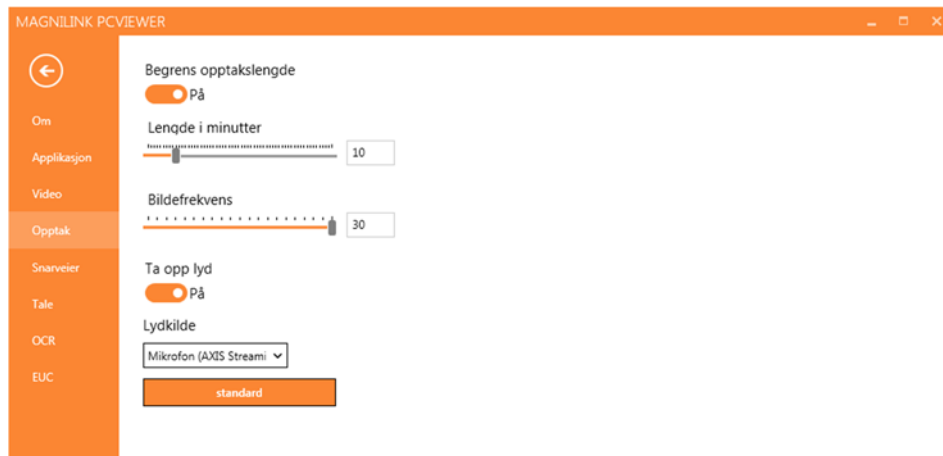 MAGNILINK PCVIEWER
Om
Applikasjon
Video
Opptak
Snarveier
Tale
OCR
EUC
Begrens opptakslengde
På
Lengde i minutter
10
Bildefrekvens
30
Ta opp lyd
På
Lydkilde
Mikrofon (AXIS Streami
standard